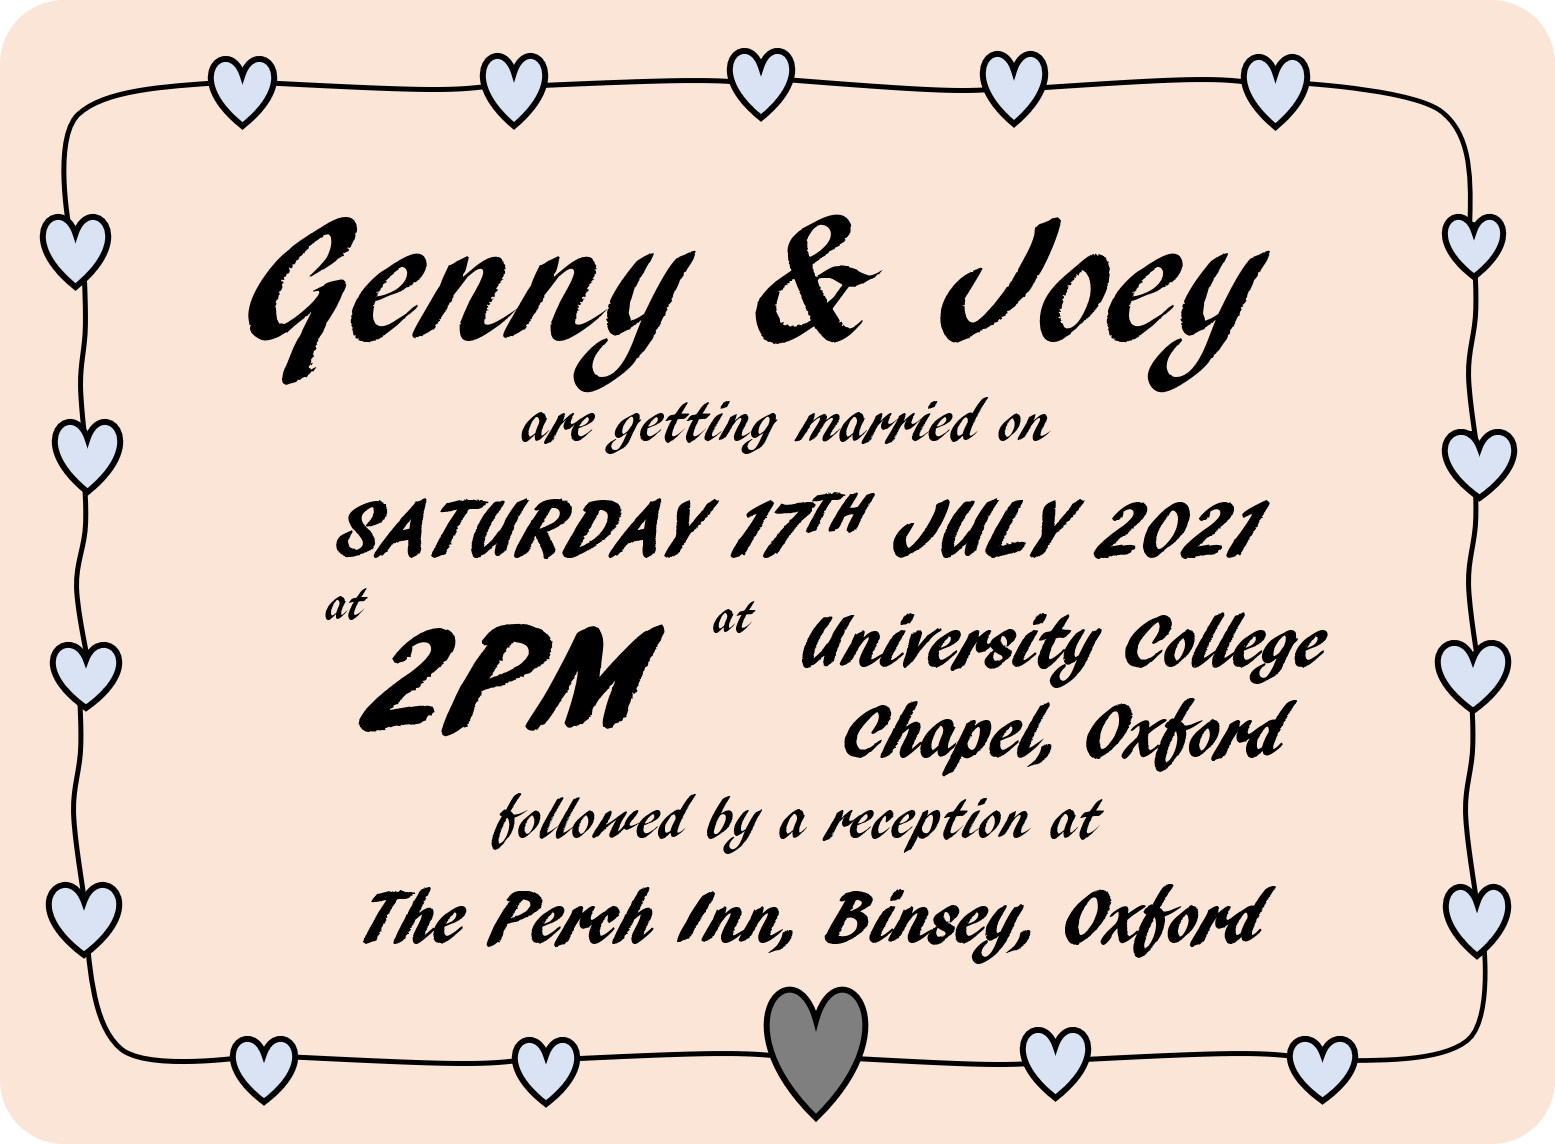 Genny & Joey
are getting married on
SATURDAY 17TH JULY 2021
at 2PM at University College
Chapel, Oxford
followed by a reception at
The Perch Inn, Binsey, Oxford